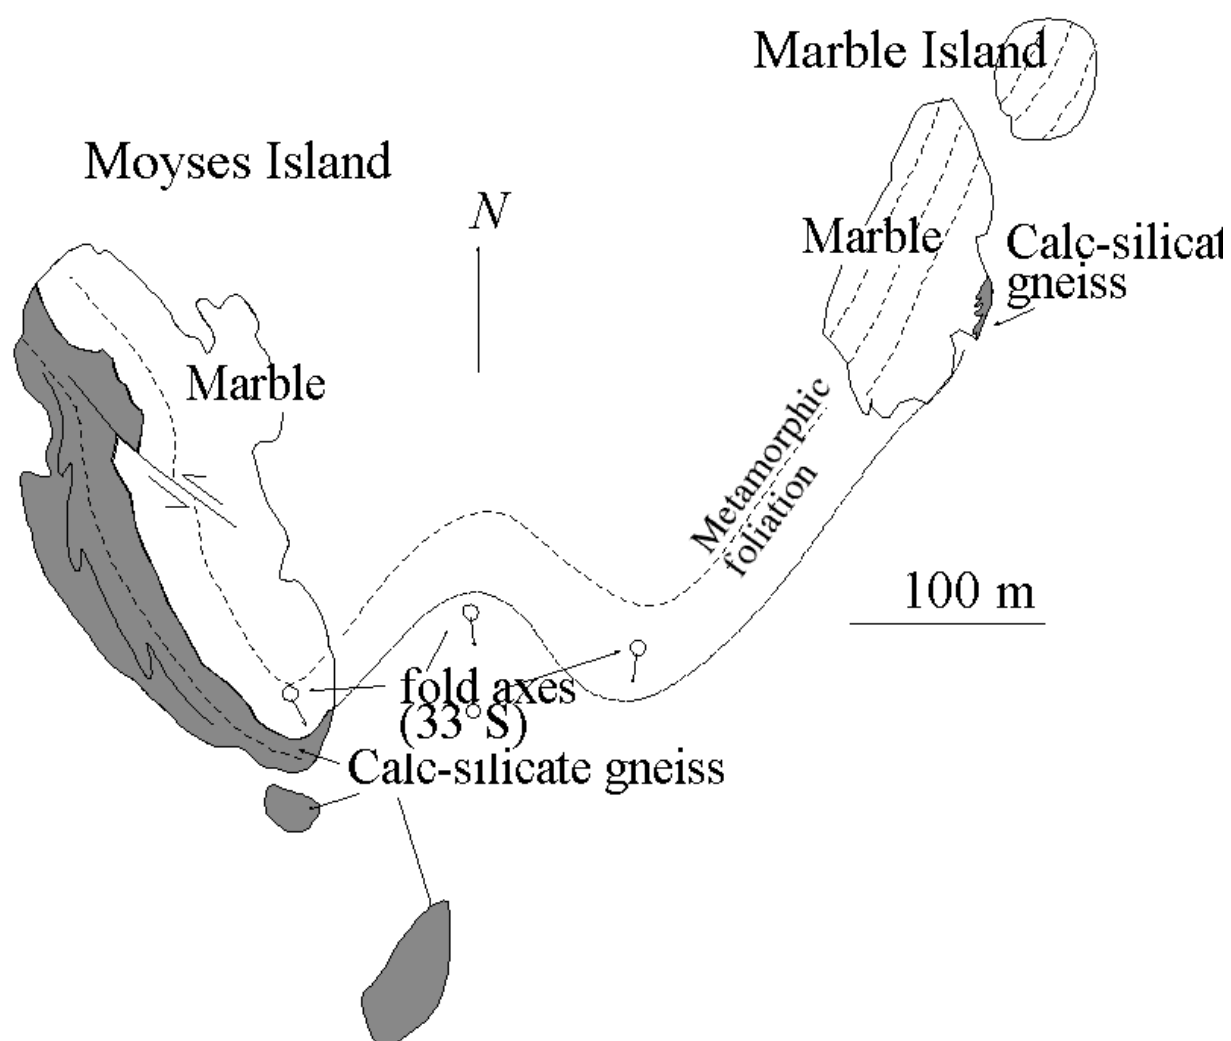 Marble Island
Moyses Island
N
Marble
Calc-silicat
gneiss
Marble
Metamorphic
foliation
100 m
fold axes
(33°S)
Calc-silicate gneiss